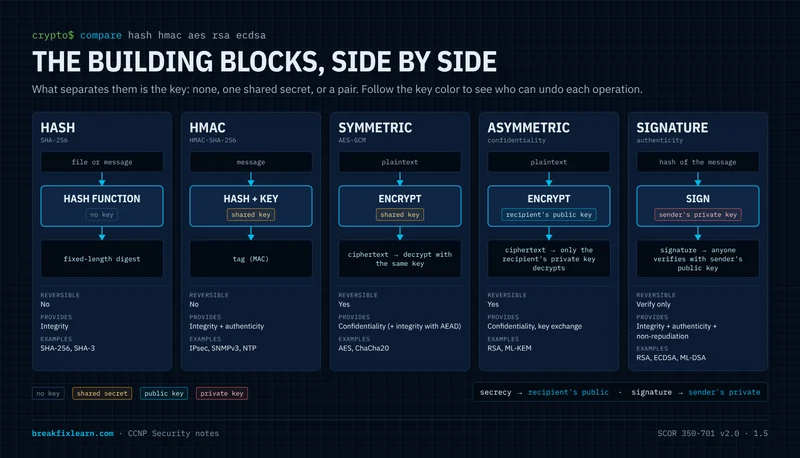 crypto$ compare hash hmac aes rsa ecdsa
THE BUILDING BLOCKS, SIDE BY SIDE
What separates them is the key: none, one shared secret, or a pair. Follow the key color to see who can undo each operation.
HASH
SHA-256
file or message
HASH FUNCTION
no key
fixed-length digest
REVERSIBLE
No
PROVIDES
Integrity
EXAMPLES
SHA-256, SHA-3
HMAC
HMAC-SHA-256
message
HASH + KEY
shared key
tag (MAC)
REVERSIBLE
No
PROVIDES
Integrity + authenticity
EXAMPLES
IPsec, SNMPv3, NTP
SYMMETRIC
AES-GCM
plaintext
ENCRYPT
shared key
ciphertext → decrypt with
the same key
REVERSIBLE
Yes
PROVIDES
Confidentiality (+ integrity with AEAD)
EXAMPLES
AES, ChaCha20
ASYMMETRIC
confidentiality
plaintext
ENCRYPT
recipient's public key
ciphertext → only the
recipient's private key
decrypts
REVERSIBLE
Yes
PROVIDES
Confidentiality, key exchange
EXAMPLES
RSA, ML-KEM
SIGNATURE
authenticity
hash of the message
SIGN
sender's private key
signature → anyone
verifies with sender's
public key
REVERSIBLE
Verify only
PROVIDES
Integrity + authenticity +
non-repudiation
EXAMPLES
RSA, ECDSA, ML-DSA
no key
shared secret
public key
private key
secrecy → recipient's public · signature → sender's private
breakfixlearn.com · CCNP Security notes
SCOR 350-701 v2.0 · 1.5